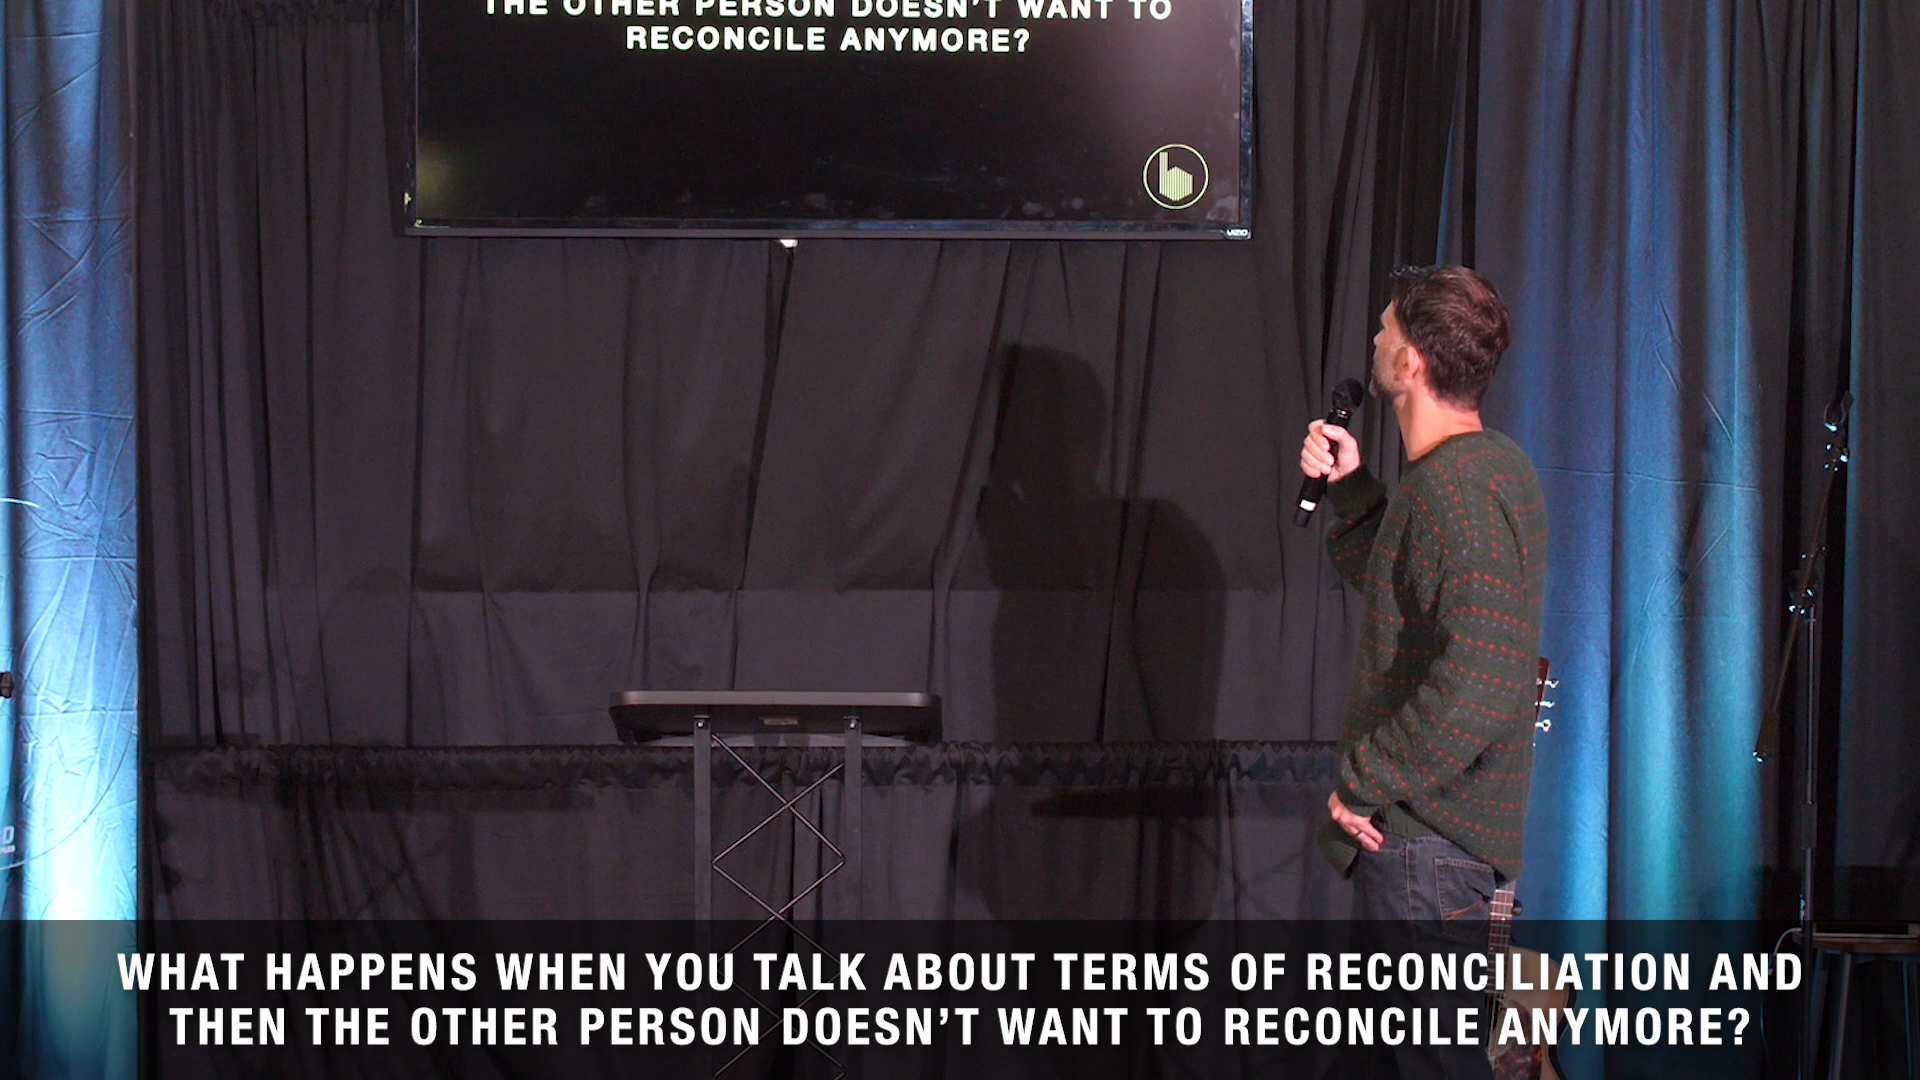 THE OTHER PERSON DOESN'T WANT TO
RECONCILE ANYMORE?
VIZIO
WHAT HAPPENS WHEN YOU TALK ABOUT TERMS OF RECONCILIATION AND
THEN THE OTHER PERSON DOESN’T WANT TO RECONCILE ANYMORE?